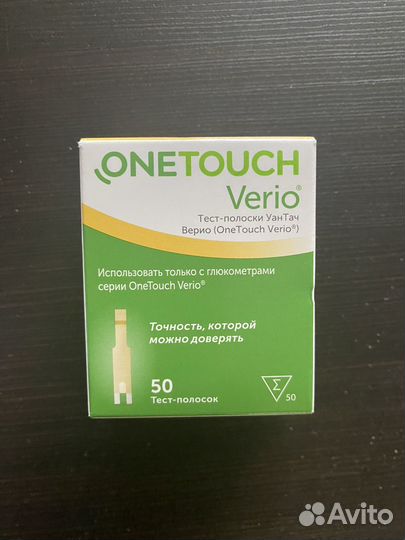 ONETOUCH
Verio®
Тест-полоски УанТач
Верио (OneTouch Verio®)
Использовать только с глюкометрами
серии OneTouch Verio®
Точность, которой
можно доверять
50
Тест-полосок
Σ
50
Avito